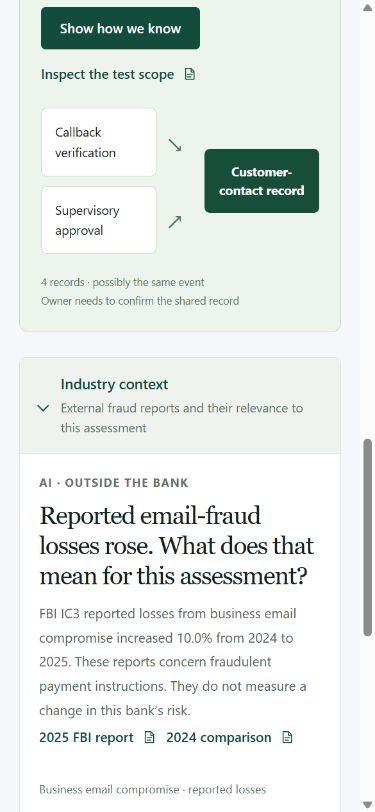 Show how we know
Inspect the test scope
Callback
verification
Supervisory
approval
Customer-
contact record
4 records · possibly the same event
Owner needs to confirm the shared record
Industry context
External fraud reports and their relevance to
this assessment
AI · OUTSIDE THE BANK
Reported email-fraud
losses rose. What does that
mean for this assessment?
FBI IC3 reported losses from business email
compromise increased 10.0% from 2024 to
2025. These reports concern fraudulent
payment instructions. They do not measure a
change in this bank's risk.
2025 FBI report 2024 comparison
Business email compromise · reported losses